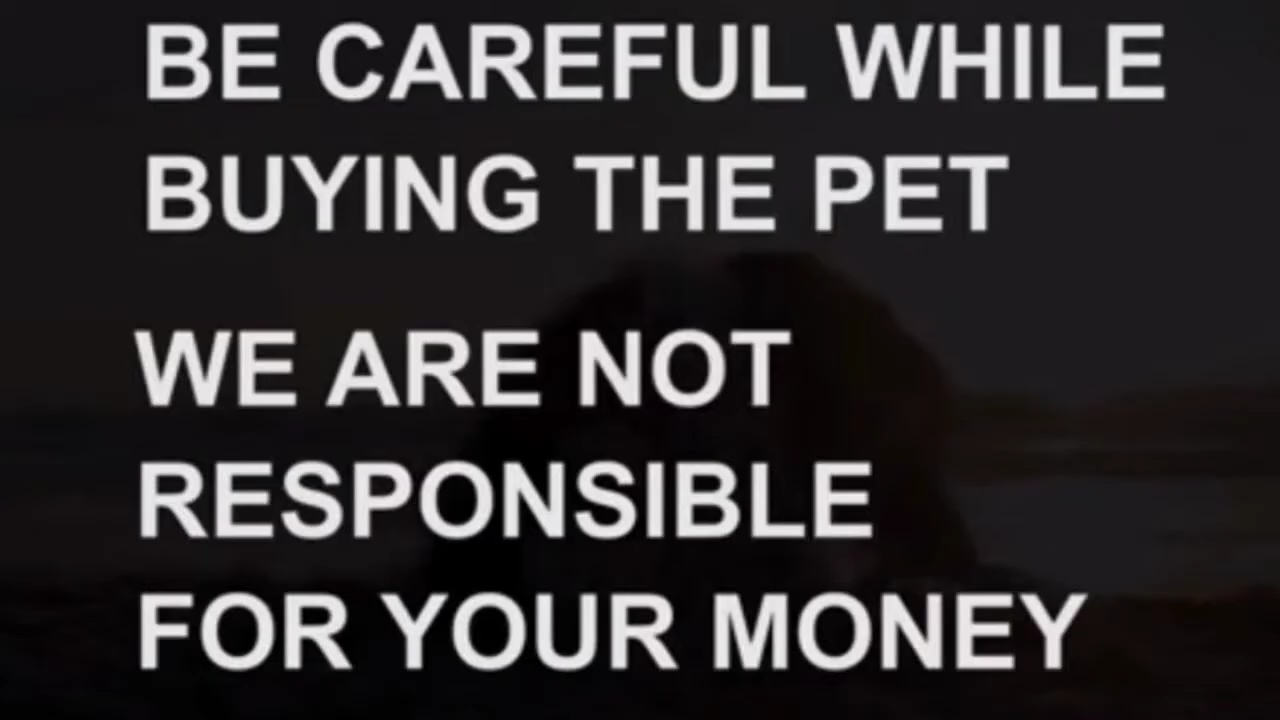 BE CAREFUL WHILE
BUYING THE PET
WE ARE NOT
RESPONSIBLE
FOR YOUR MONEY